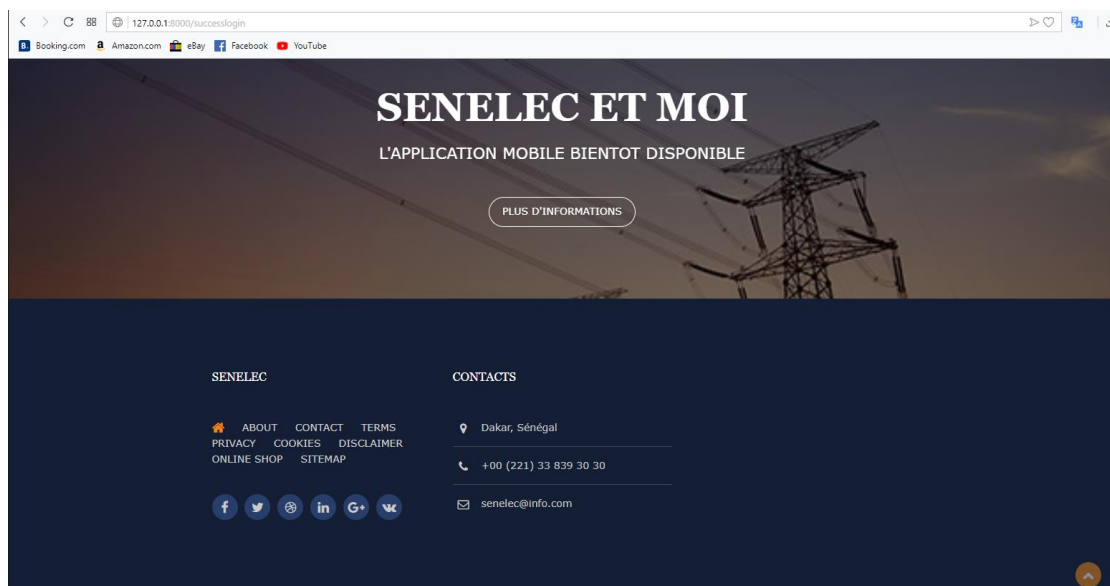 127.0.0.1:8000/successlogin
Booking.com Amazon.com eBay Facebook YouTube
SENELEC ET MOI
L'APPLICATION MOBILE BIENTOT DISPONIBLE
PLUS D'INFORMATIONS
SENELEC
ABOUT CONTACT TERMS
PRIVACY COOKIES DISCLAIMER
ONLINE SHOP SITEMAP
CONTACTS
Dakar, Sénégal
+00 (221) 33 839 30 30
senelec@info.com